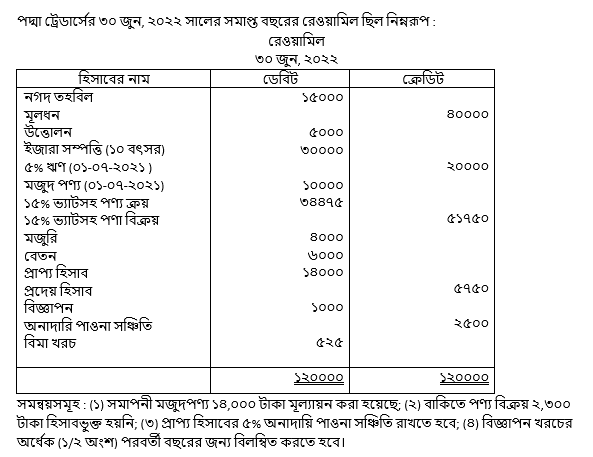 পদ্মা ট্রেডার্সের ৩০ জুন, ২০২২ সালের সমাপ্ত বছরের রেওয়ামিল ছিল নিম্নরূপ :
রেওয়ামিল
৩০ জুন, ২০২২
হিসাবের নাম ডেবিট ক্রেডিট
নগদ তহবিল ১৫০০০
মূলধন ৪০০০০
উত্তোলন ৫০০০
ইজারা সম্পত্তি (১০ বৎসর) ৩০০০০
৫% ঋণ (০১-০৭-২০২১ ) ২০০০০
মজুদ পণ্য (০১-০৭-২০২১) ১০০০০
১৫% ভ্যাটসহ পণ্য ক্রয় ৩৪৪৭৫
১৫% ভ্যাটসহ পণ্য বিক্রয় ৫১৭৫০
মজুরি ৪০০০
বেতন ৬০০০
প্রাপ্য হিসাব ১৪০০০
প্রদেয় হিসাব ৫৭৫০
বিজ্ঞাপন ১০০০
অনাদারি পাওনা সঞ্চিতি ২৫০০
বিমা খরচ ৫২৫
১২০০০০ ১২০০০০
সমন্বয়সমূহ : (১) সমাপনী মজুদপণ্য ১৪,০০০ টাকা মূল্যায়ন করা হয়েছে; (২) বাকিতে পণ্য বিক্রয় ২,৩০০
টাকা হিসাবভুক্ত হয়নি; (৩) প্রাপ্য হিসাবের ৫% অনাদায়ি পাওনা সঞ্চিতি রাখতে হবে; (৪) বিজ্ঞাপন খরচের
অর্ধেক (১/২ অংশ) পরবর্তী বছরের জন্য বিলম্বিত করতে হবে।